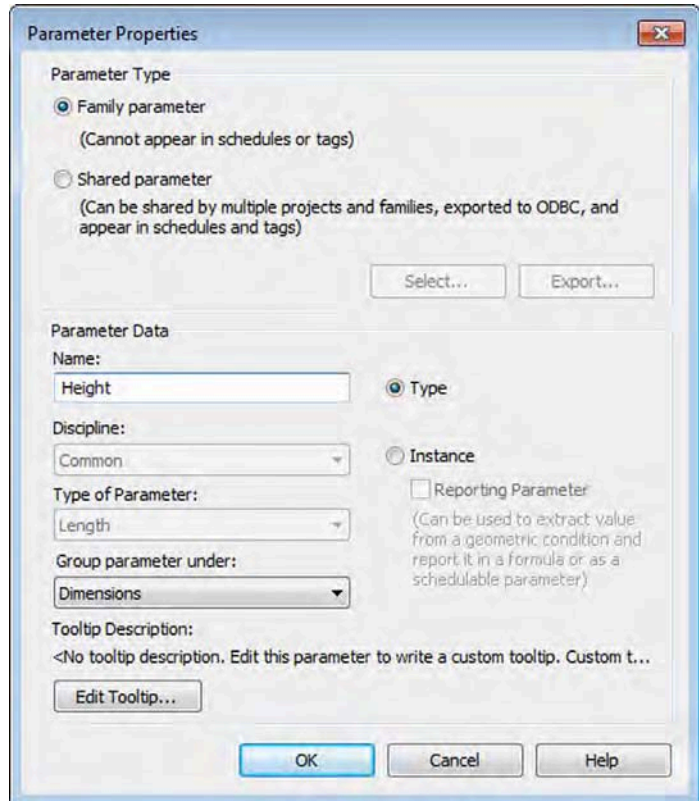 Parameter Properties
Parameter Type
Family parameter
(Cannot appear in schedules or tags)
Shared parameter
(Can be shared by multiple projects and families, exported to ODBC, and
appear in schedules and tags)
Select...
Export...
Parameter Data
Name:
Height
Type
Discipline:
Common
Instance
Reporting Parameter
Type of Parameter:
Length
(Can be used to extract value
from a geometric condition and
report it in a formula or as a
schedulable parameter)
Group parameter under:
Dimensions
Tooltip Description:
<No tooltip description. Edit this parameter to write a custom tooltip. Custom t...
Edit Tooltip...
OK
Cancel
Help